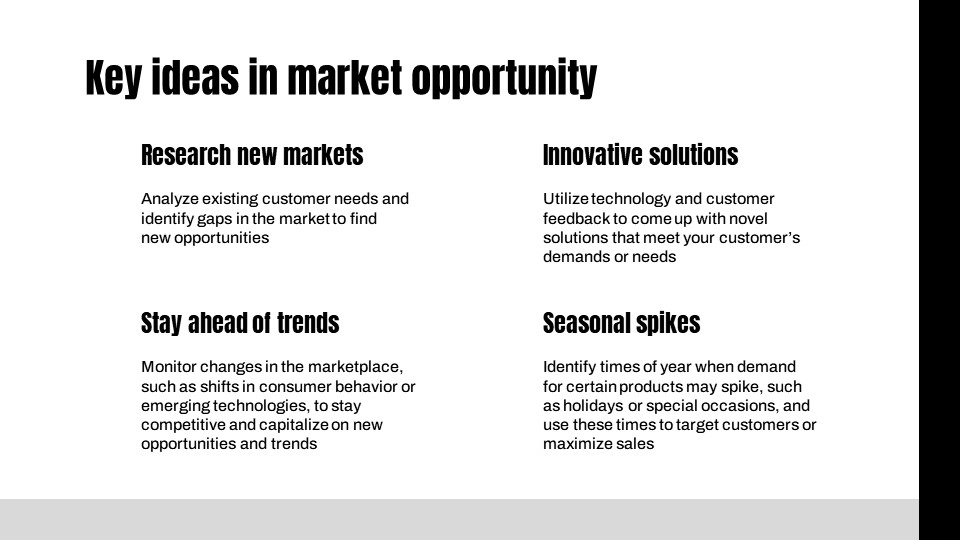 Key ideas in market opportunity
Research new markets
Analyze existing customer needs and
identify gaps in the market to find
new opportunities
Innovative solutions
Utilize technology and customer
feedback to come up with novel
solutions that meet your customer’s
demands or needs
Stay ahead of trends
Monitor changes in the marketplace,
such as shifts in consumer behavior or
emerging technologies, to stay
competitive and capitalize on new
opportunities and trends
Seasonal spikes
Identify times of year when demand
for certain products may spike, such
as holidays or special occasions, and
use these times to target customers or
maximize sales